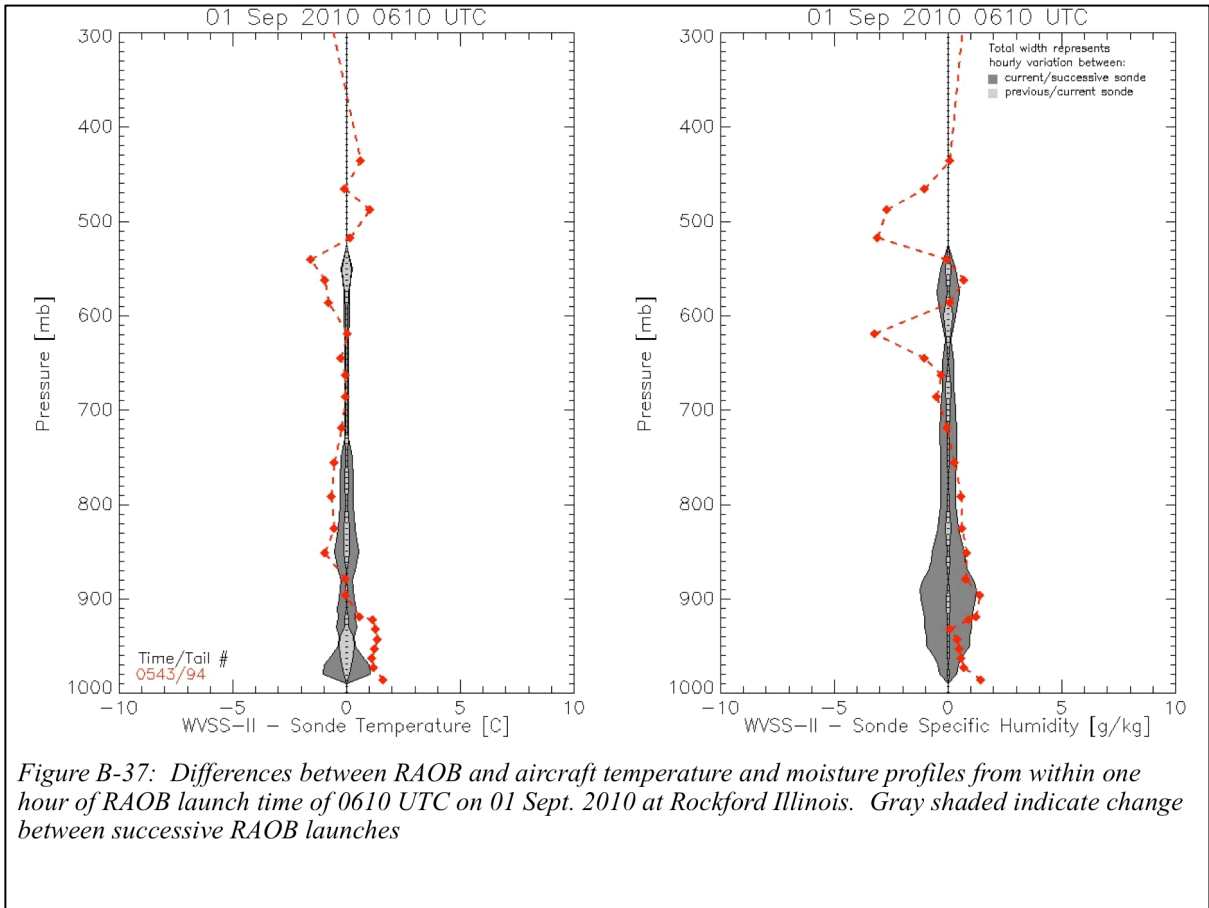 01 Sep 2010 0610 UTC
300
400
500
600
700
800
900
1000
Pressure [mb]
Time/Tail #
0543/94
-10
-5
0
5
10
WVSS-II - Sonde Temperature [C]
01 Sep 2010 0610 UTC
Total width represents
hourly variation between:
current/successive sonde
previous/current sonde
300
400
500
600
700
800
900
1000
Pressure [mb]
-10
-5
0
5
10
WVSS-II - Sonde Specific Humidity [g/kg]
Figure B-37: Differences between RAOB and aircraft temperature and moisture profiles from within one
hour of RAOB launch time of 0610 UTC on 01 Sept. 2010 at Rockford Illinois. Gray shaded indicate change
between successive RAOB launches